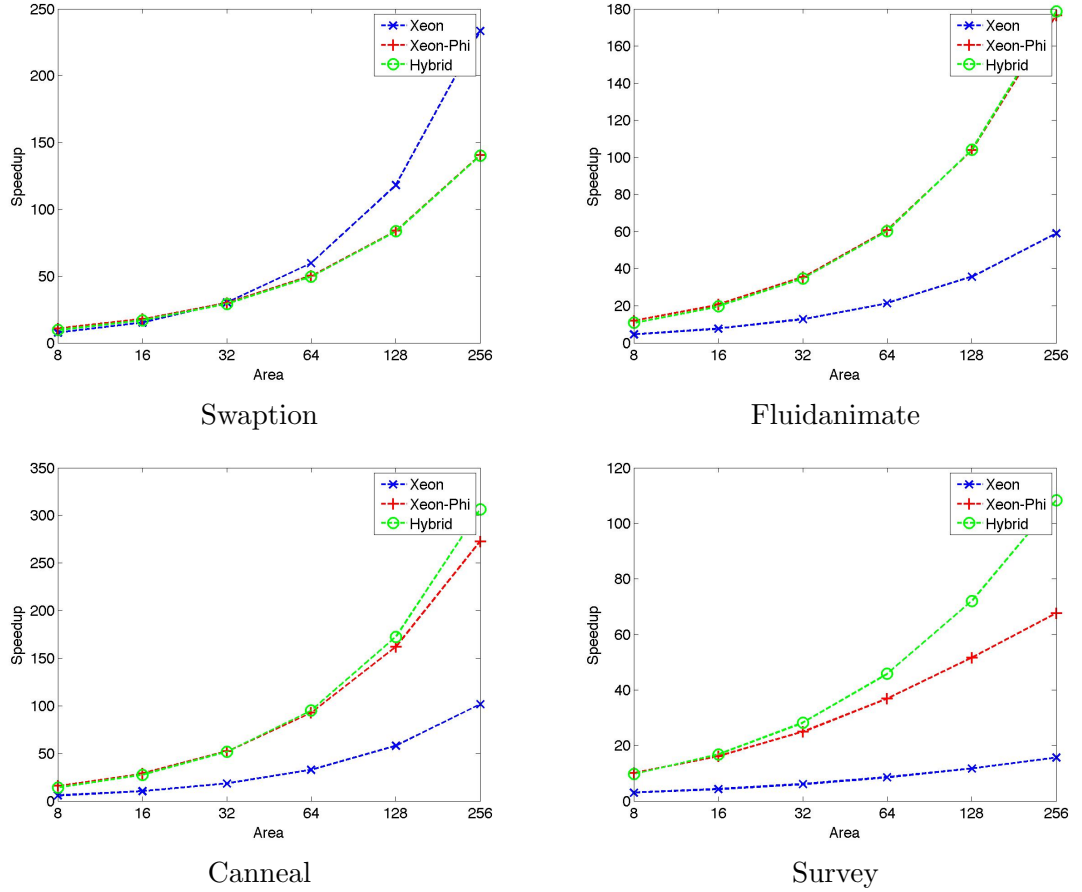 250
200
150
100
50
0
Speedup
Xeon
Xeon-Phi
Hybrid
8 16 32 64 128 256
Area
Swaption
180
160
140
120
100
80
60
40
20
0
Speedup
Xeon
Xeon-Phi
Hybrid
8 16 32 64 128 256
Area
Fluidanimate
350
300
250
200
150
100
50
0
Speedup
Xeon
Xeon-Phi
Hybrid
8 16 32 64 128 256
Area
Canneal
120
100
80
60
40
20
0
Speedup
Xeon
Xeon-Phi
Hybrid
8 16 32 64 128 256
Area
Survey